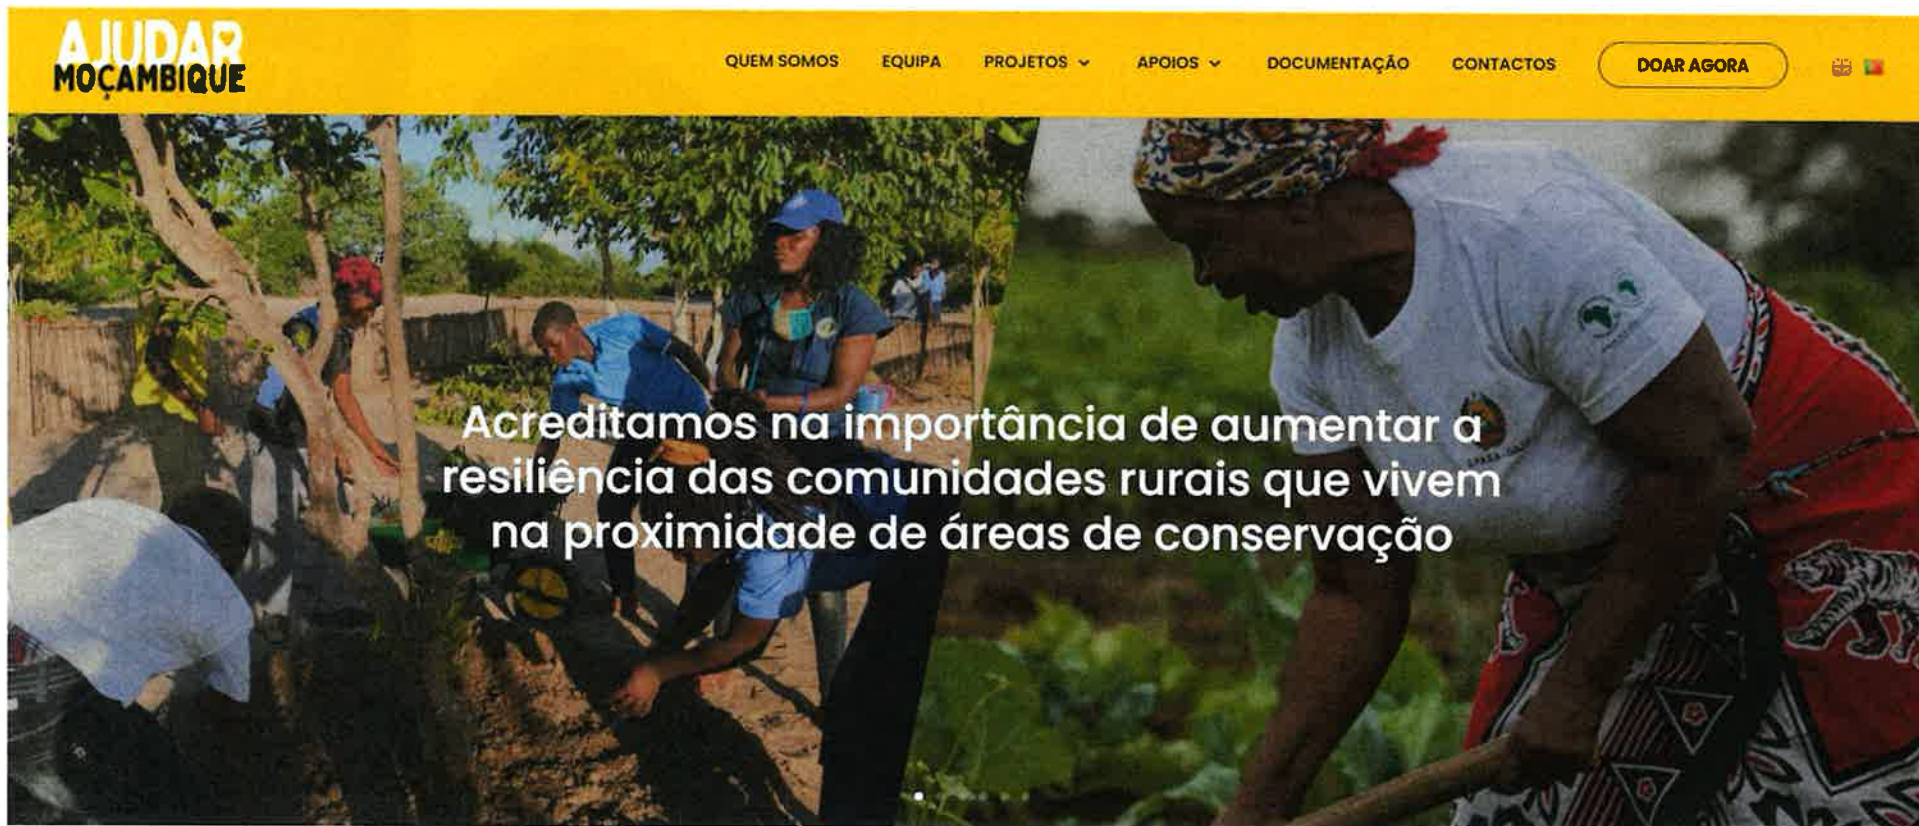 AJUDAR
MOÇAMBIQUE
QUEM SOMOS EQUIPA PROJETOS APOIOS DOCUMENTAÇÃO CONTACTOS DOAR AGORA
Acreditamos na importância de aumentar a
resiliência das comunidades rurais que vivem
na proximidade de áreas de conservação